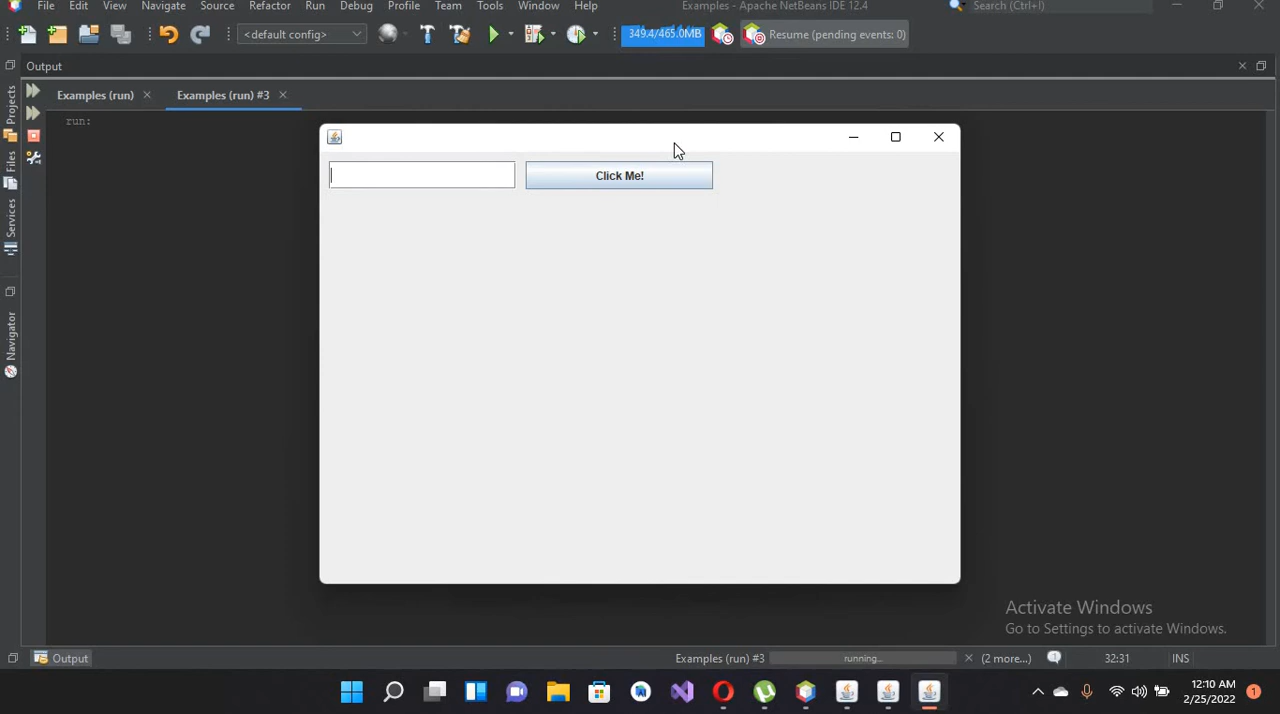 File Edit View Navigate Source Refactor Run Debug Profile Team Tools Window Help Examples - Apache NetBeans IDE 12.4 Search (Ctrl+I)
<default config> 349.4/465.0MB Resume (pending events: 0)
Output
Examples (run) Examples (run) #3
run:
Projects
Files
Services
Navigator
Click Me!
Activate Windows
Go to Settings to activate Windows.
Output Examples (run) #3 running... (2 more...) 1 32:31 INS
12:10 AM
2/25/2022
1